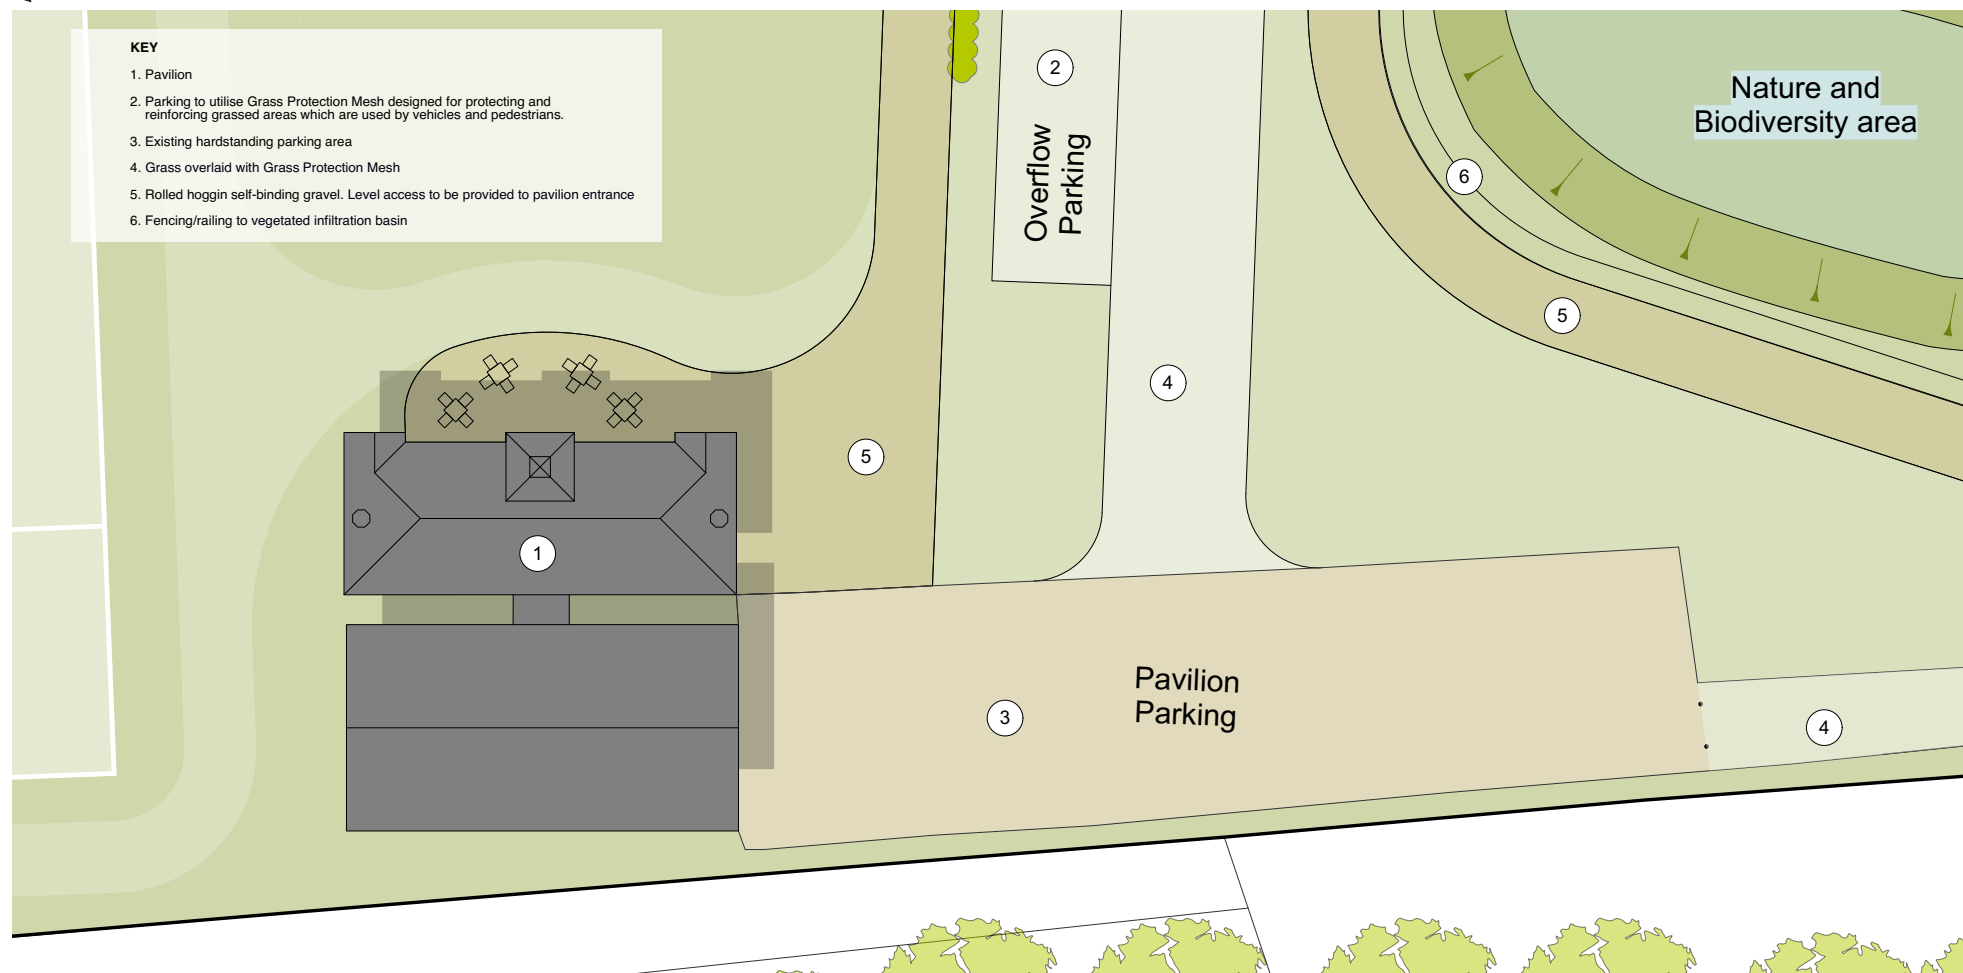 KEY
1. Pavilion
2. Parking to utilise Grass Protection Mesh designed for protecting and
reinforcing grassed areas which are used by vehicles and pedestrians.
3. Existing hardstanding parking area
4. Grass overlaid with Grass Protection Mesh
5. Rolled hoggin self-binding gravel. Level access to be provided to pavilion entrance
6. Fencing/railing to vegetated infiltration basin
2
Overflow
Parking
Nature and
Biodiversity area
6
5
4
5
1
Pavilion
Parking
3
4